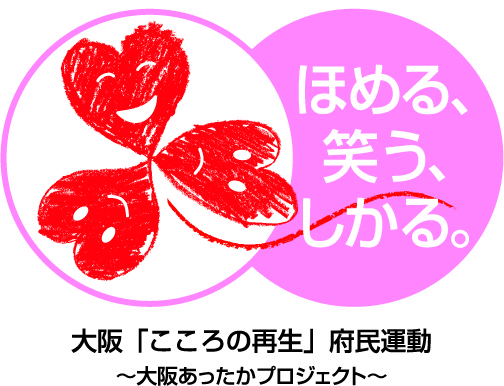 ほめる、
笑う、
しかる。
大阪「こころの再生」府民運動
～大阪あったかプロジェクト～